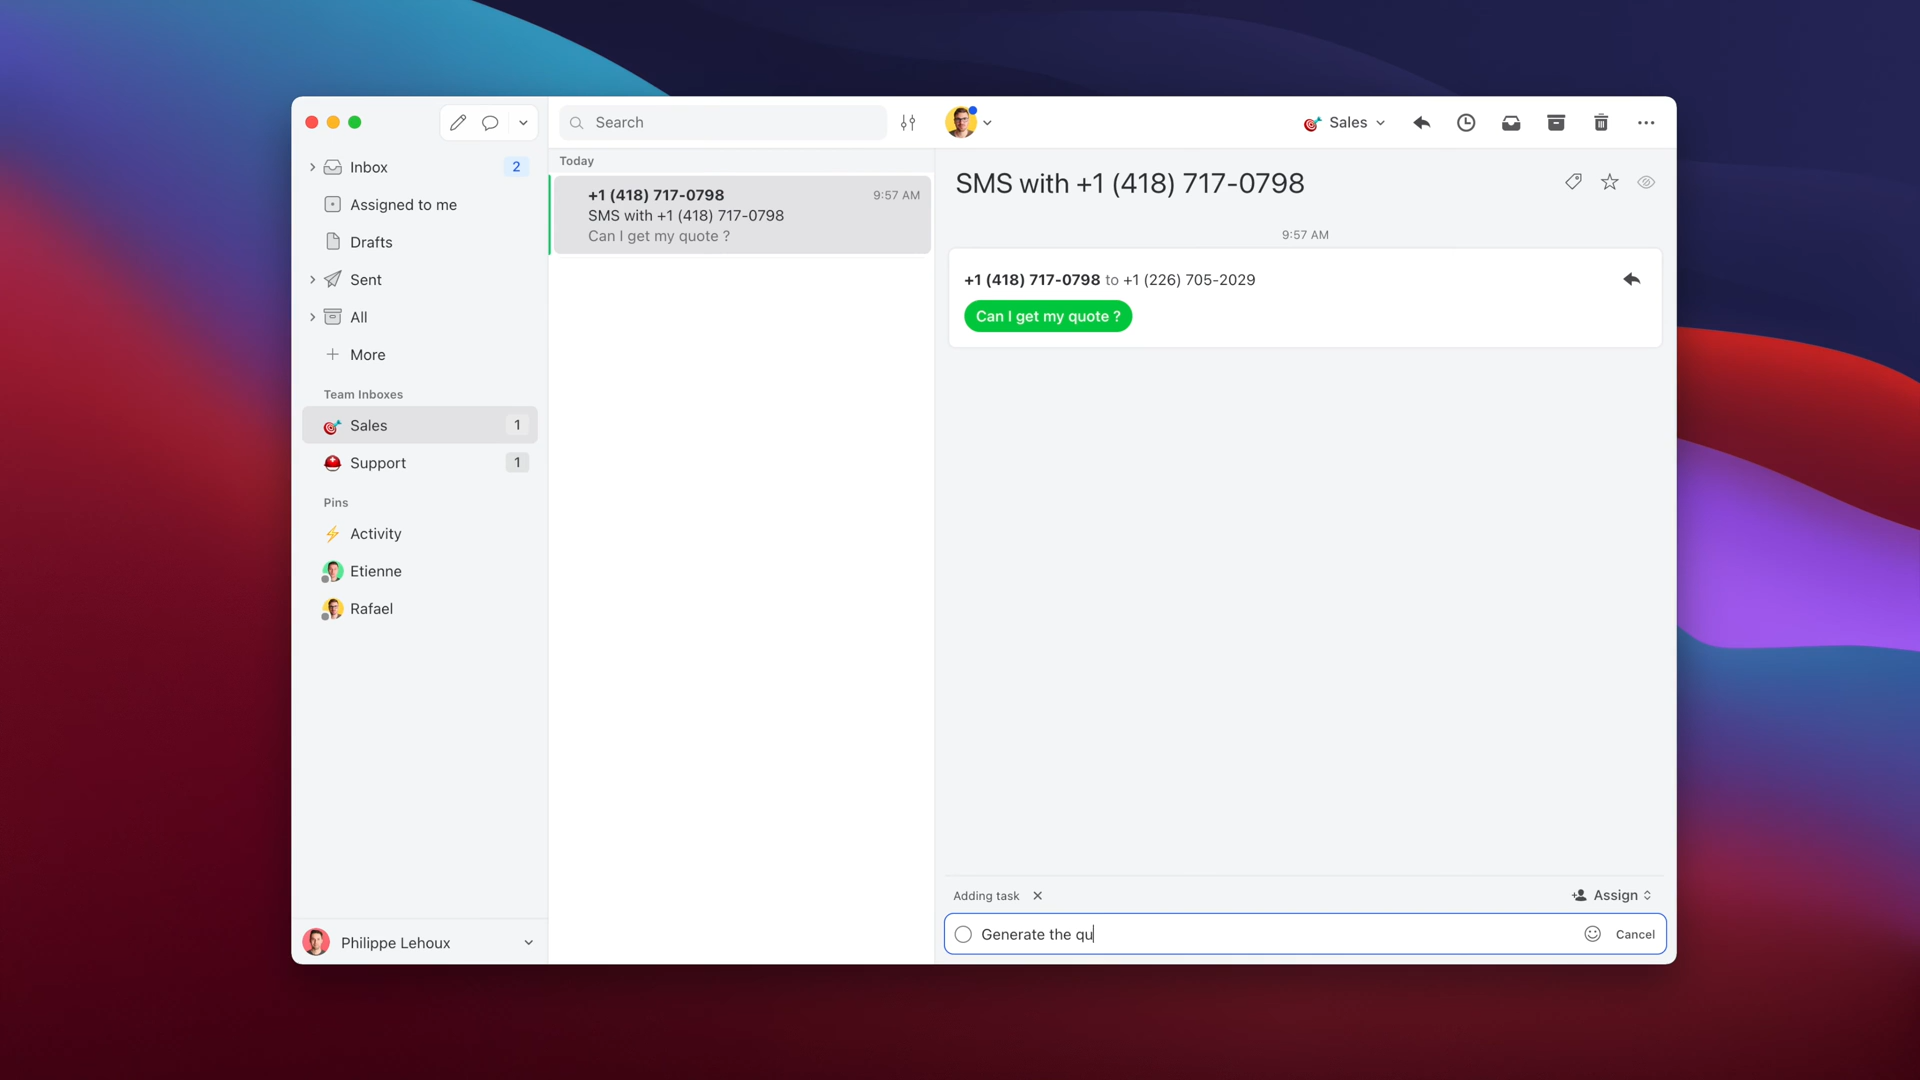 Search
Sales
Inbox
2
Assigned to me
Drafts
Sent
All
More
Team Inboxes
Sales
1
Support
1
Pins
Activity
Etienne
Rafael
Philippe Lehoux
Today
+1 (418) 717-0798
9:57 AM
SMS with +1 (418) 717-0798
Can I get my quote ?
SMS with +1 (418) 717-0798
9:57 AM
+1 (418) 717-0798 to +1 (226) 705-2029
Can I get my quote ?
Adding task
Assign
Generate the qu
Cancel